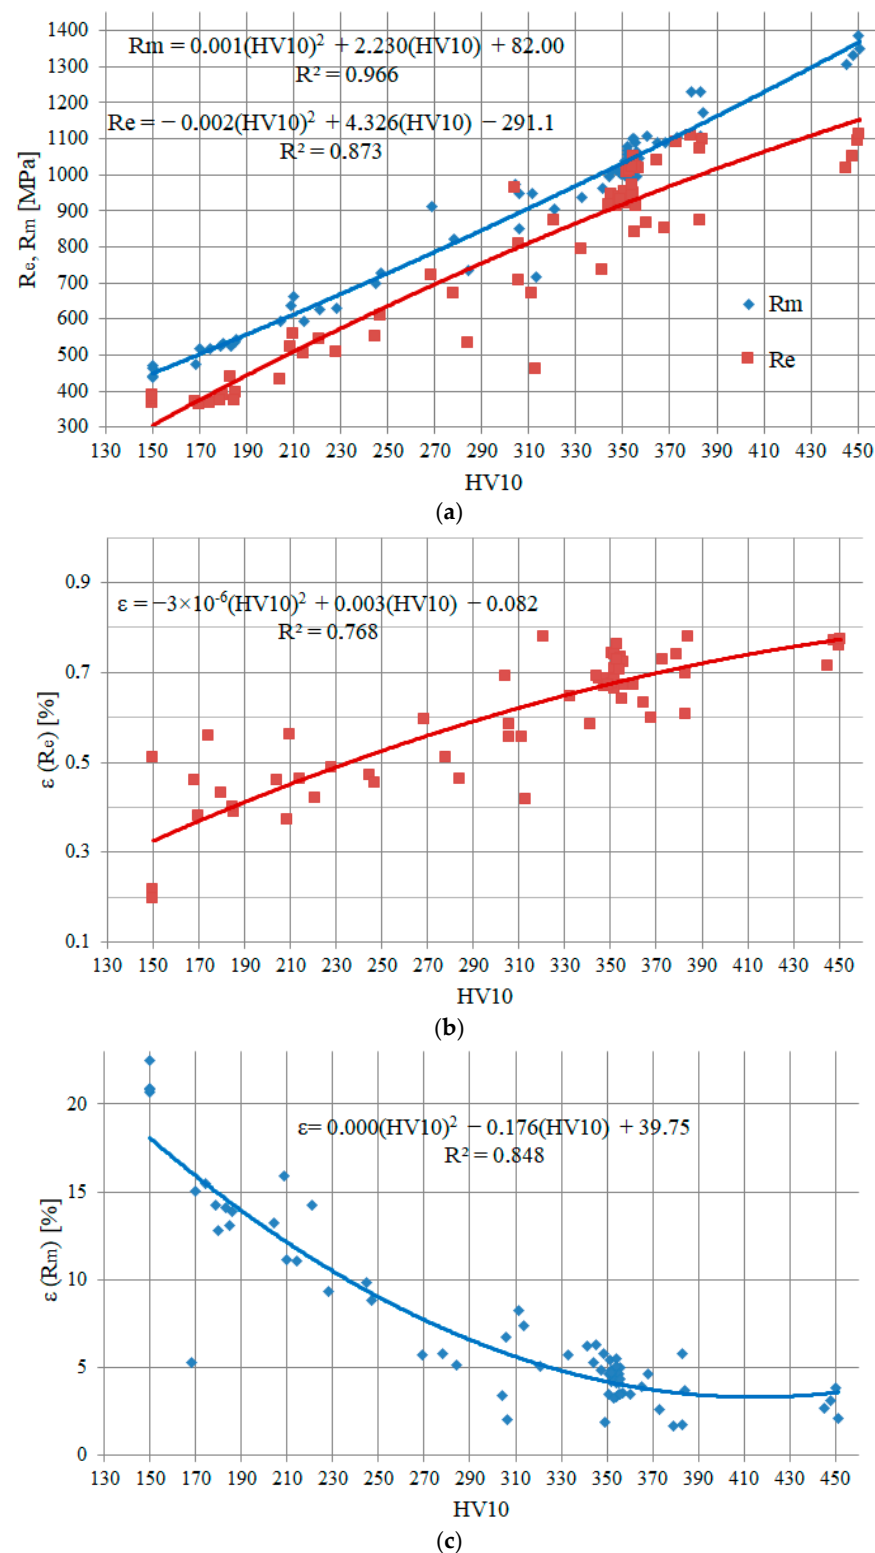 1400
Rm = 0.001(HV10)² + 2.230(HV10) + 82.00
R² = 0.966
1300
1200
Re = − 0.002(HV10)² + 4.326(HV10) − 291.1
R² = 0.873
1100
1000
900
800
700
600
500
400
300
Re, Rm [MPa]
Rm
Re
130 150 170 190 210 230 250 270 290 310 330 350 370 390 410 430 450
HV10
(a)
0.9
ε = −3×10⁻⁶(HV10)² + 0.003(HV10) − 0.082
R² = 0.768
0.7
0.5
0.3
0.1
ε (Re) [%]
130 150 170 190 210 230 250 270 290 310 330 350 370 390 410 430 450
HV10
(b)
20
ε= 0.000(HV10)² − 0.176(HV10) + 39.75
R² = 0.848
15
10
5
0
ε (Rm) [%]
130 150 170 190 210 230 250 270 290 310 330 350 370 390 410 430 450
HV10
(c)